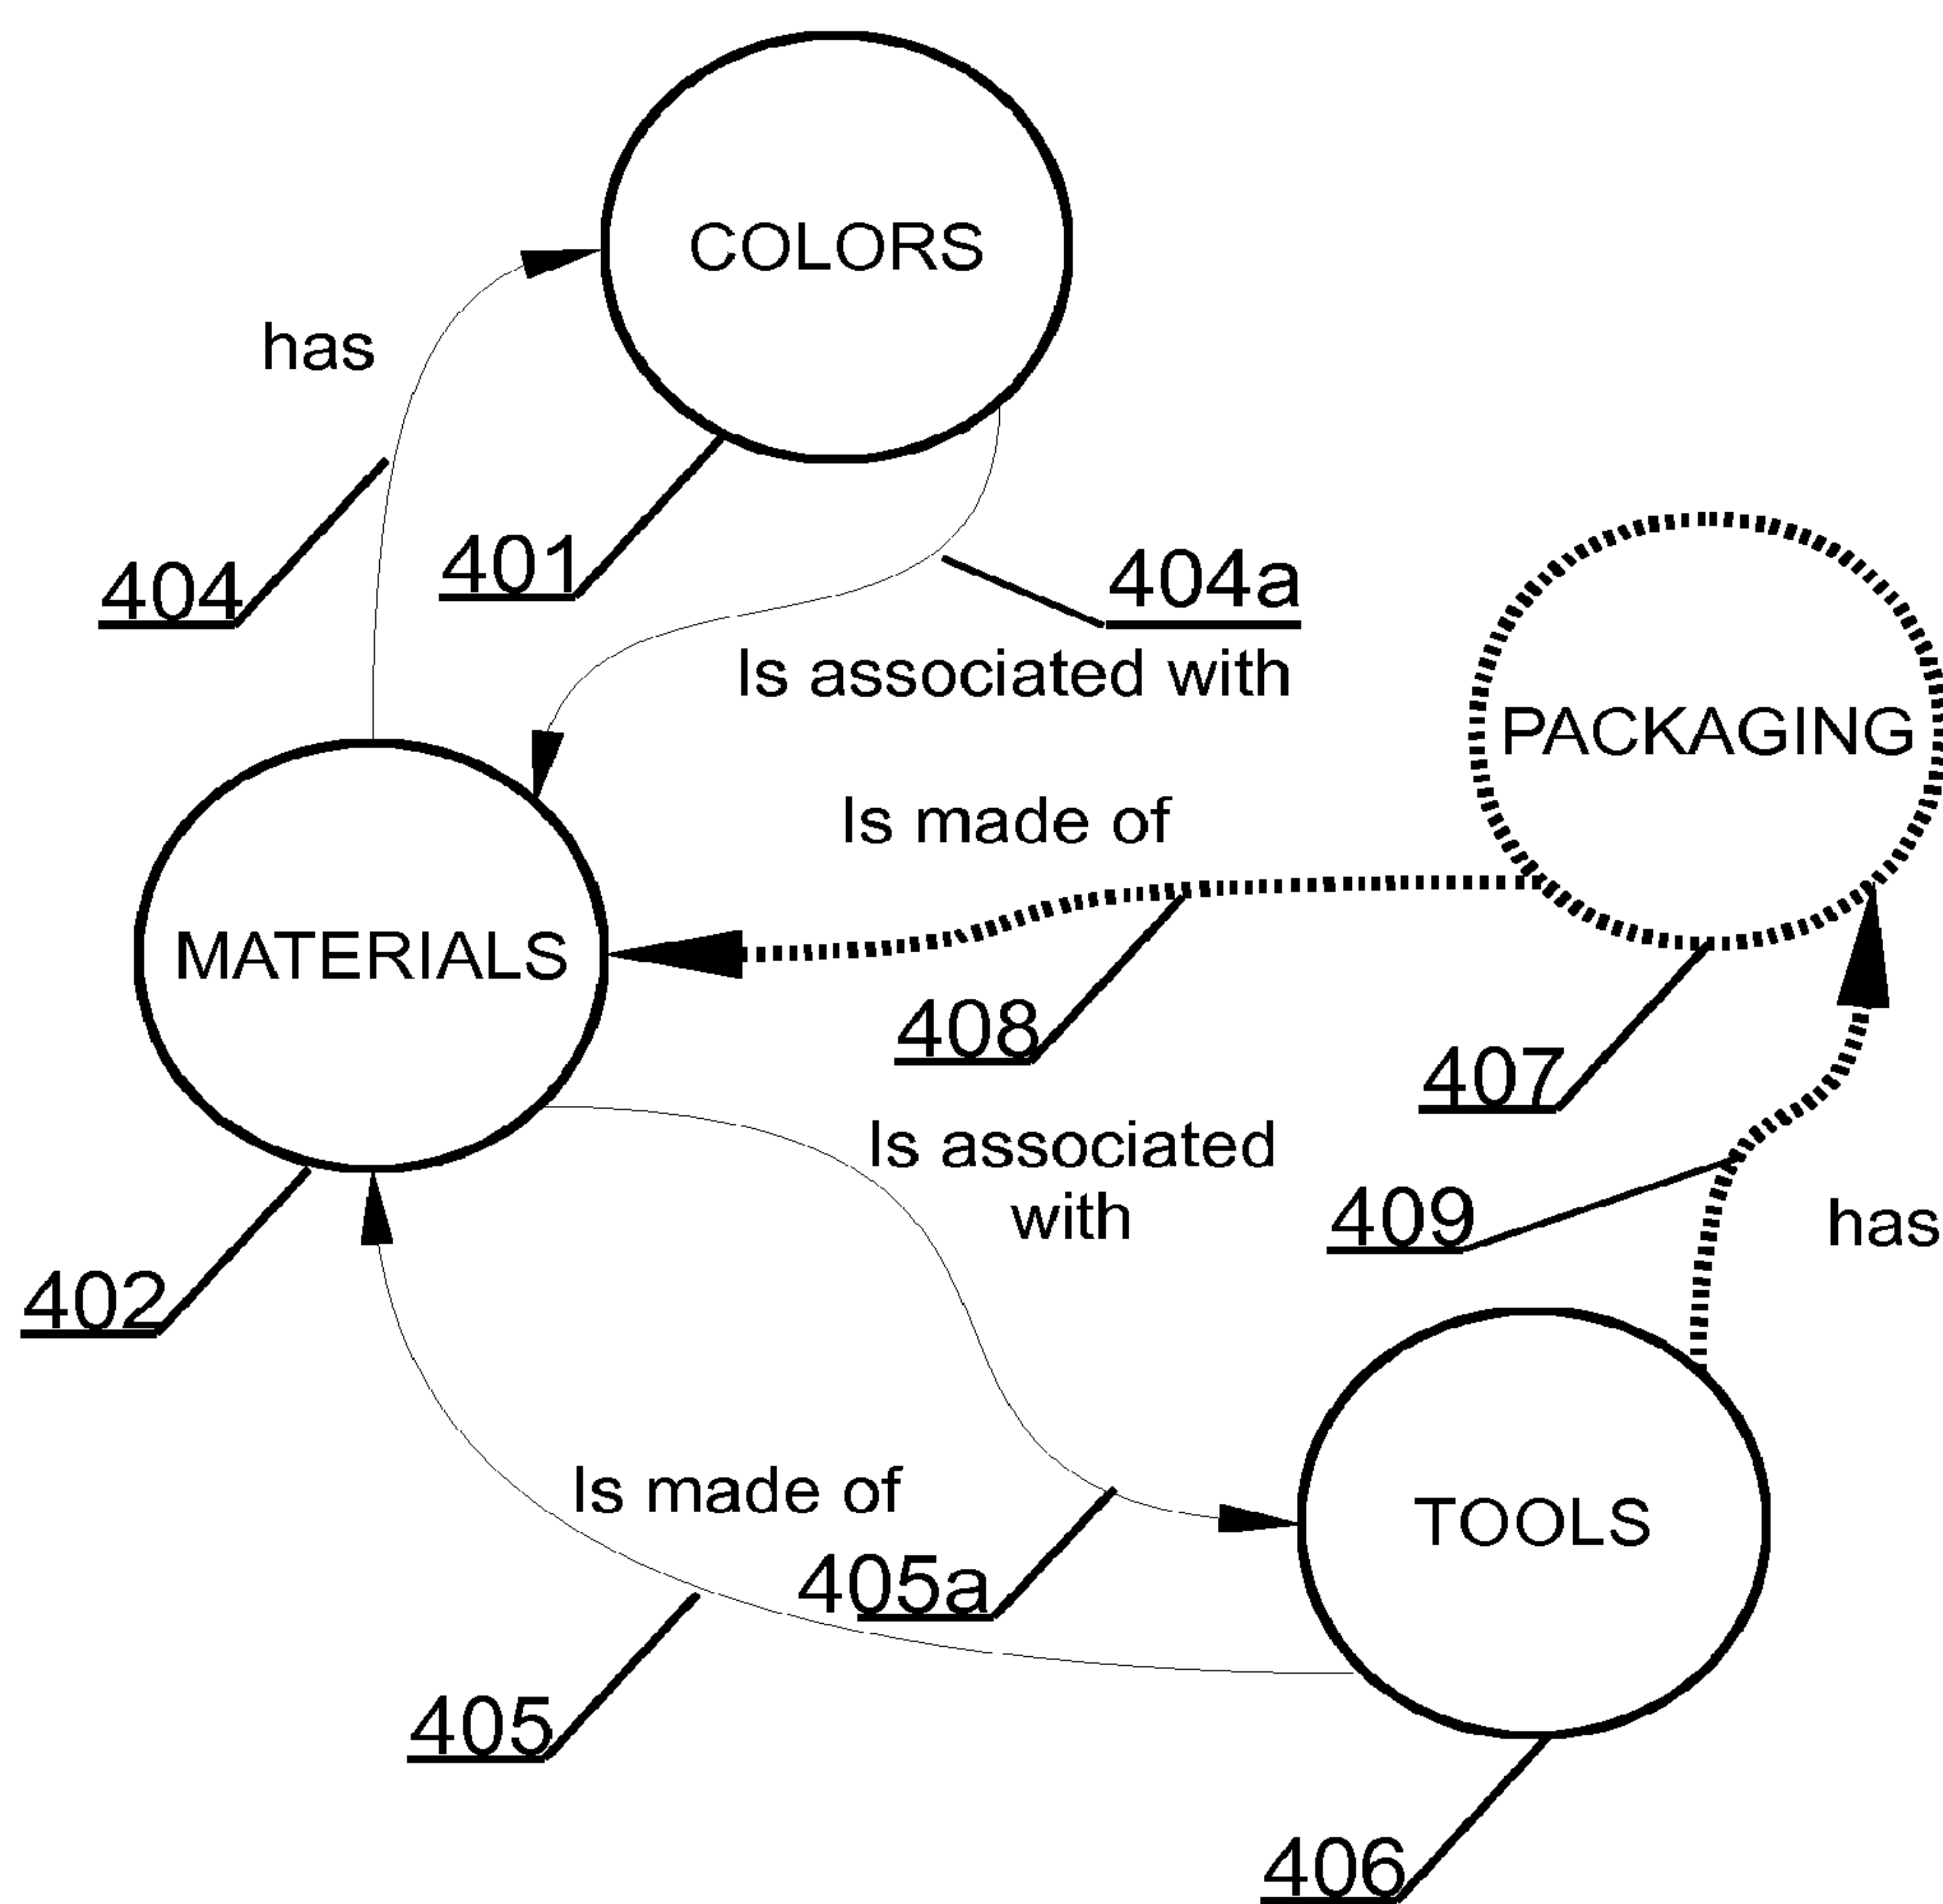 COLORS
has
401
404a
404
Is associated with
PACKAGING
Is made of
MATERIALS
408
407
Is associated
with
409
has
402
Is made of
TOOLS
405a
405
406